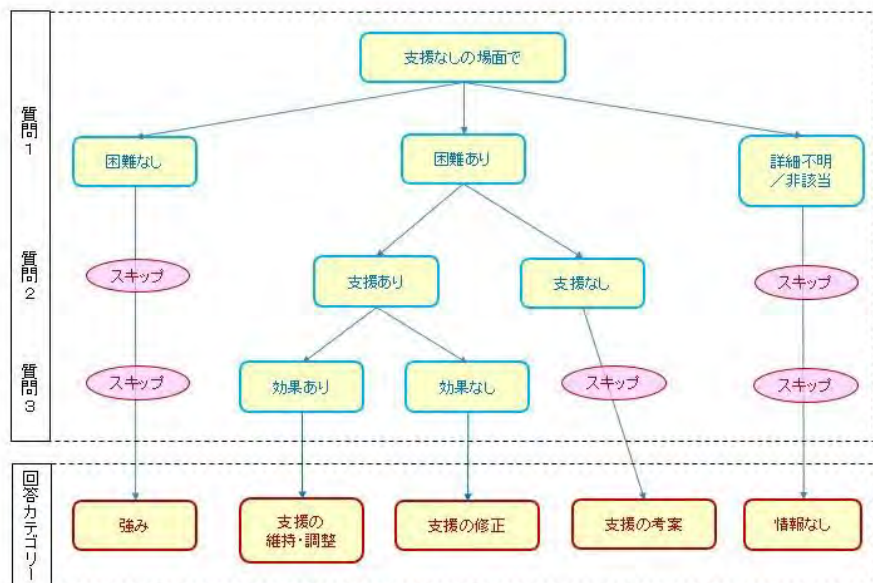 支援なしの場面で
質問1
困難なし
困難あり
詳細不明
／非該当
質問2
スキップ
支援あり
支援なし
スキップ
質問3
スキップ
効果あり
効果なし
スキップ
スキップ
回答カテゴリー
強み
支援の
維持・調整
支援の修正
支援の考案
情報なし